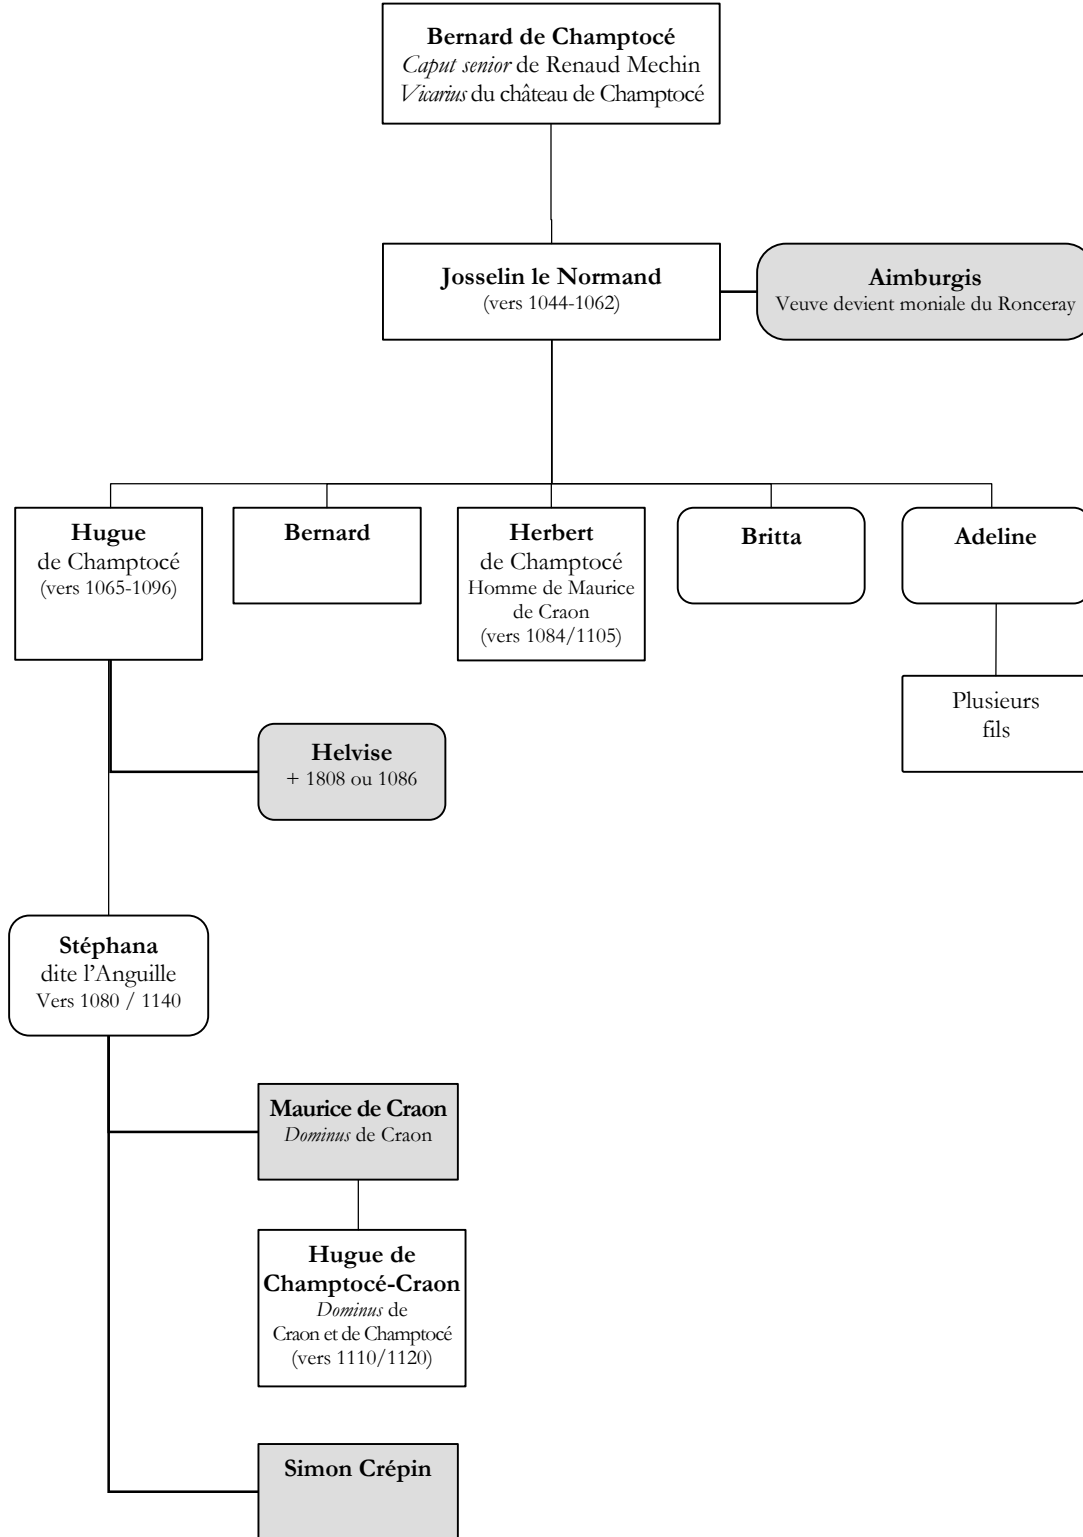 Bernard de Champtocé
Caput senior de Renaud Mechin
Vicarius du château de Champtocé
Josselin le Normand
(vers 1044-1062)
Aimburgis
Veuve devient moniale du Ronceray
Hugue
de Champtocé
(vers 1065-1096)
Bernard
Herbert
de Champtocé
Homme de Maurice
de Craon
(vers 1084/1105)
Britta
Adeline
Plusieurs
fils
Helvise
+ 1808 ou 1086
Stéphana
dite l’Anguille
Vers 1080 / 1140
Maurice de Craon
Dominus de Craon
Hugue de
Champtocé-Craon
Dominus de
Craon et de Champtocé
(vers 1110/1120)
Simon Crépin